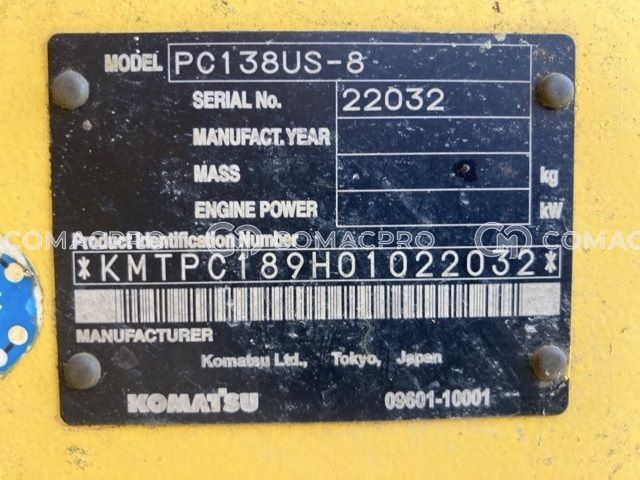 MODEL PC138US-8
SERIAL No. 22032
MANUFACT. YEAR
MASS kg
ENGINE POWER kW
COMACPRO COMACPRO COMACPRO
Product Identification Number
*KMTPC189H01022032*
MANUFACTURER
Komatsu Ltd., Tokyo, Japan
KOMATSU 09601-10001